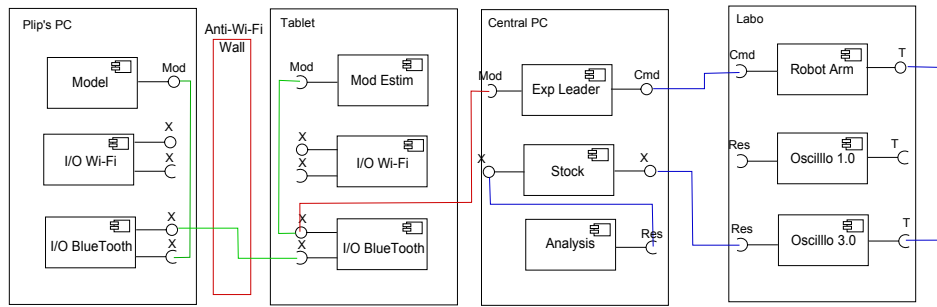 Plip's PC
Mod
Model
X
I/O Wi-Fi
X
X
I/O BlueTooth
X
Anti-Wi-Fi
Wall
Tablet
Mod
Mod Estim
X
I/O Wi-Fi
X
X
I/O BlueTooth
X
Central PC
Mod
Exp Leader
Cmd
X
Stock
X
Analysis
Res
Labo
Cmd
Robot Arm
T
Res
Oscilllo 1.0
T
Res
Oscilllo 3.0
T